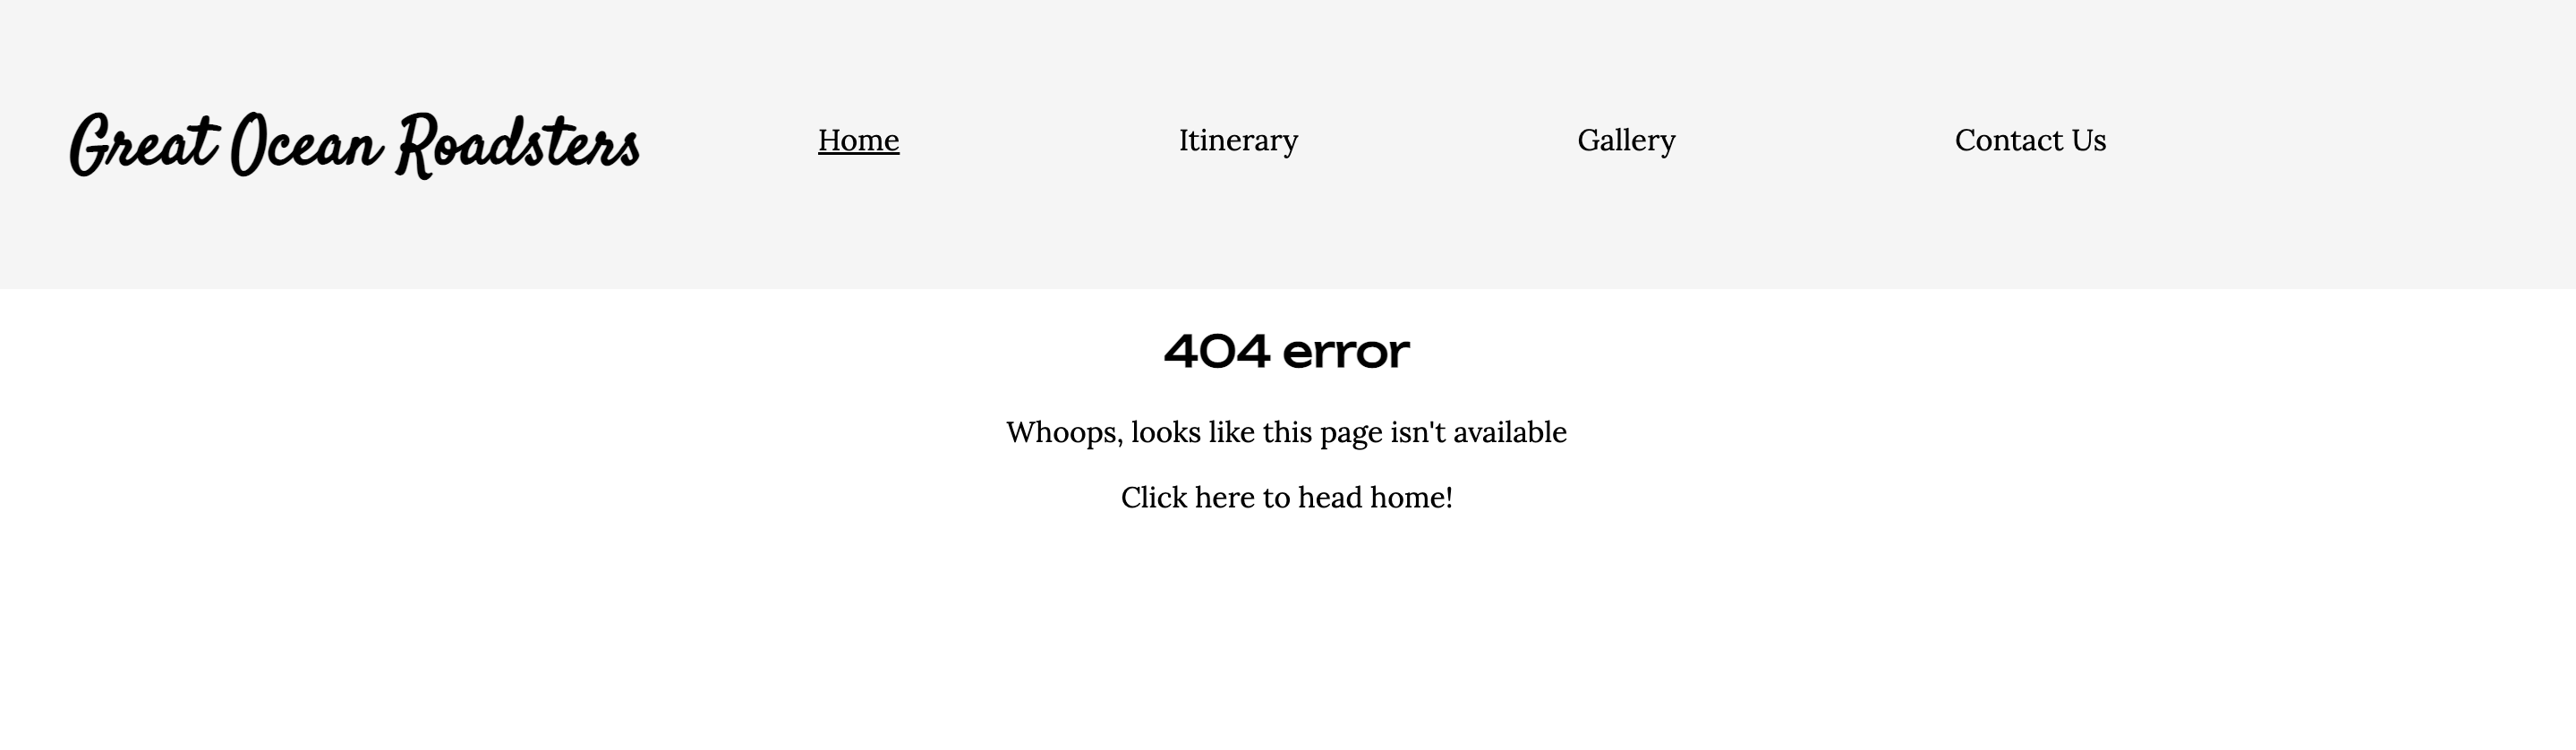 Great Ocean Roadsters Home Itinerary Gallery Contact Us
404 error
Whoops, looks like this page isn't available
Click here to head home!